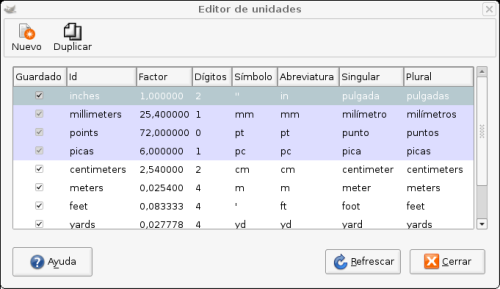 Editor de unidades
Nuevo Duplicar
Guardado Id Factor Dígitos Símbolo Abreviatura Singular Plural
inches 1,000000 2 " in pulgada pulgadas
millimeters 25,400000 1 mm mm milímetro milímetros
points 72,000000 0 pt pt punto puntos
picas 6,000000 1 pc pc pica picas
centimeters 2,540000 2 cm cm centimeter centimeters
meters 0,025400 4 m m meter meters
feet 0,083333 4 ' ft foot feet
yards 0,027778 4 yd yd yard yards
Ayuda Refrescar Cerrar